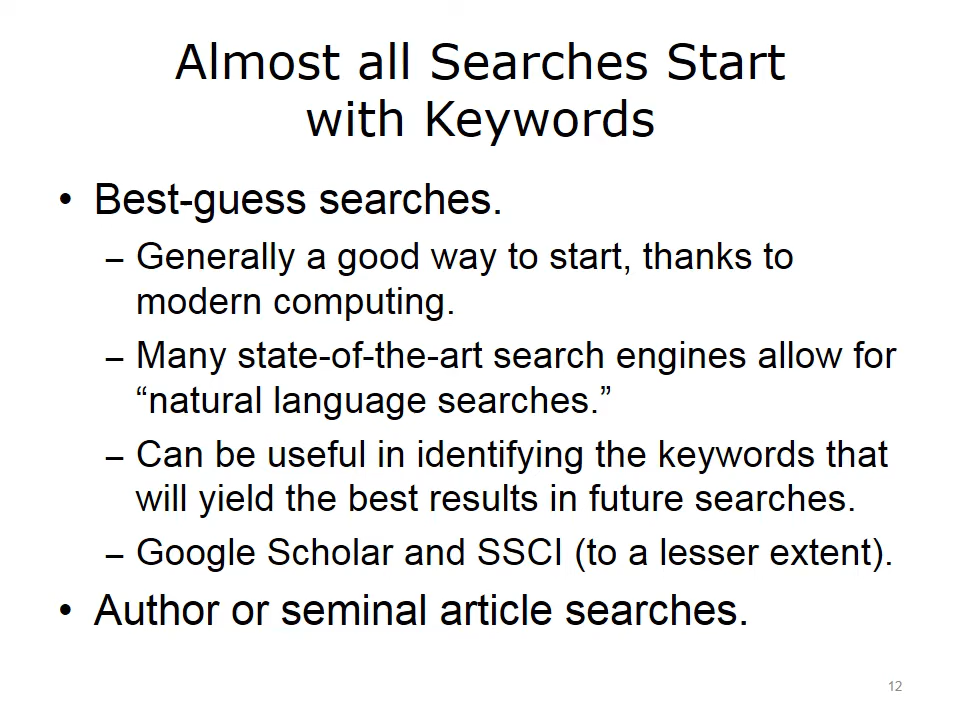 Almost all Searches Start
with Keywords
• Best-guess searches.
– Generally a good way to start, thanks to
modern computing.
– Many state-of-the-art search engines allow for
“natural language searches.”
– Can be useful in identifying the keywords that
will yield the best results in future searches.
– Google Scholar and SSCI (to a lesser extent).
• Author or seminal article searches.
12